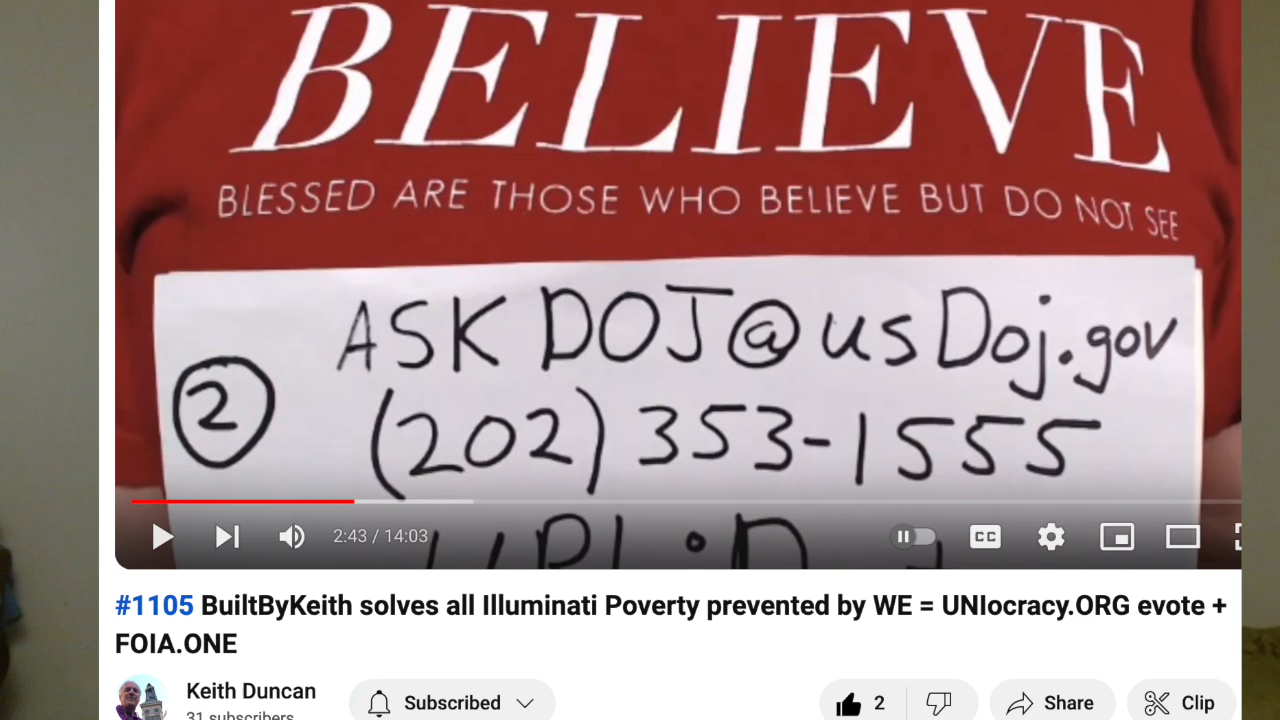 BELIEVE
BLESSED ARE THOSE WHO BELIEVE BUT DO NOT SEE
ASK DOJ@usDoj.gov
2
(202) 353-1555
2:43 / 14:03
CC
#1105 BuiltByKeith solves all Illuminati Poverty prevented by WE = UNIocracy.ORG evote +
FOIA.ONE
Keith Duncan
Subscribed
2
Share
Clip
31 subscribers